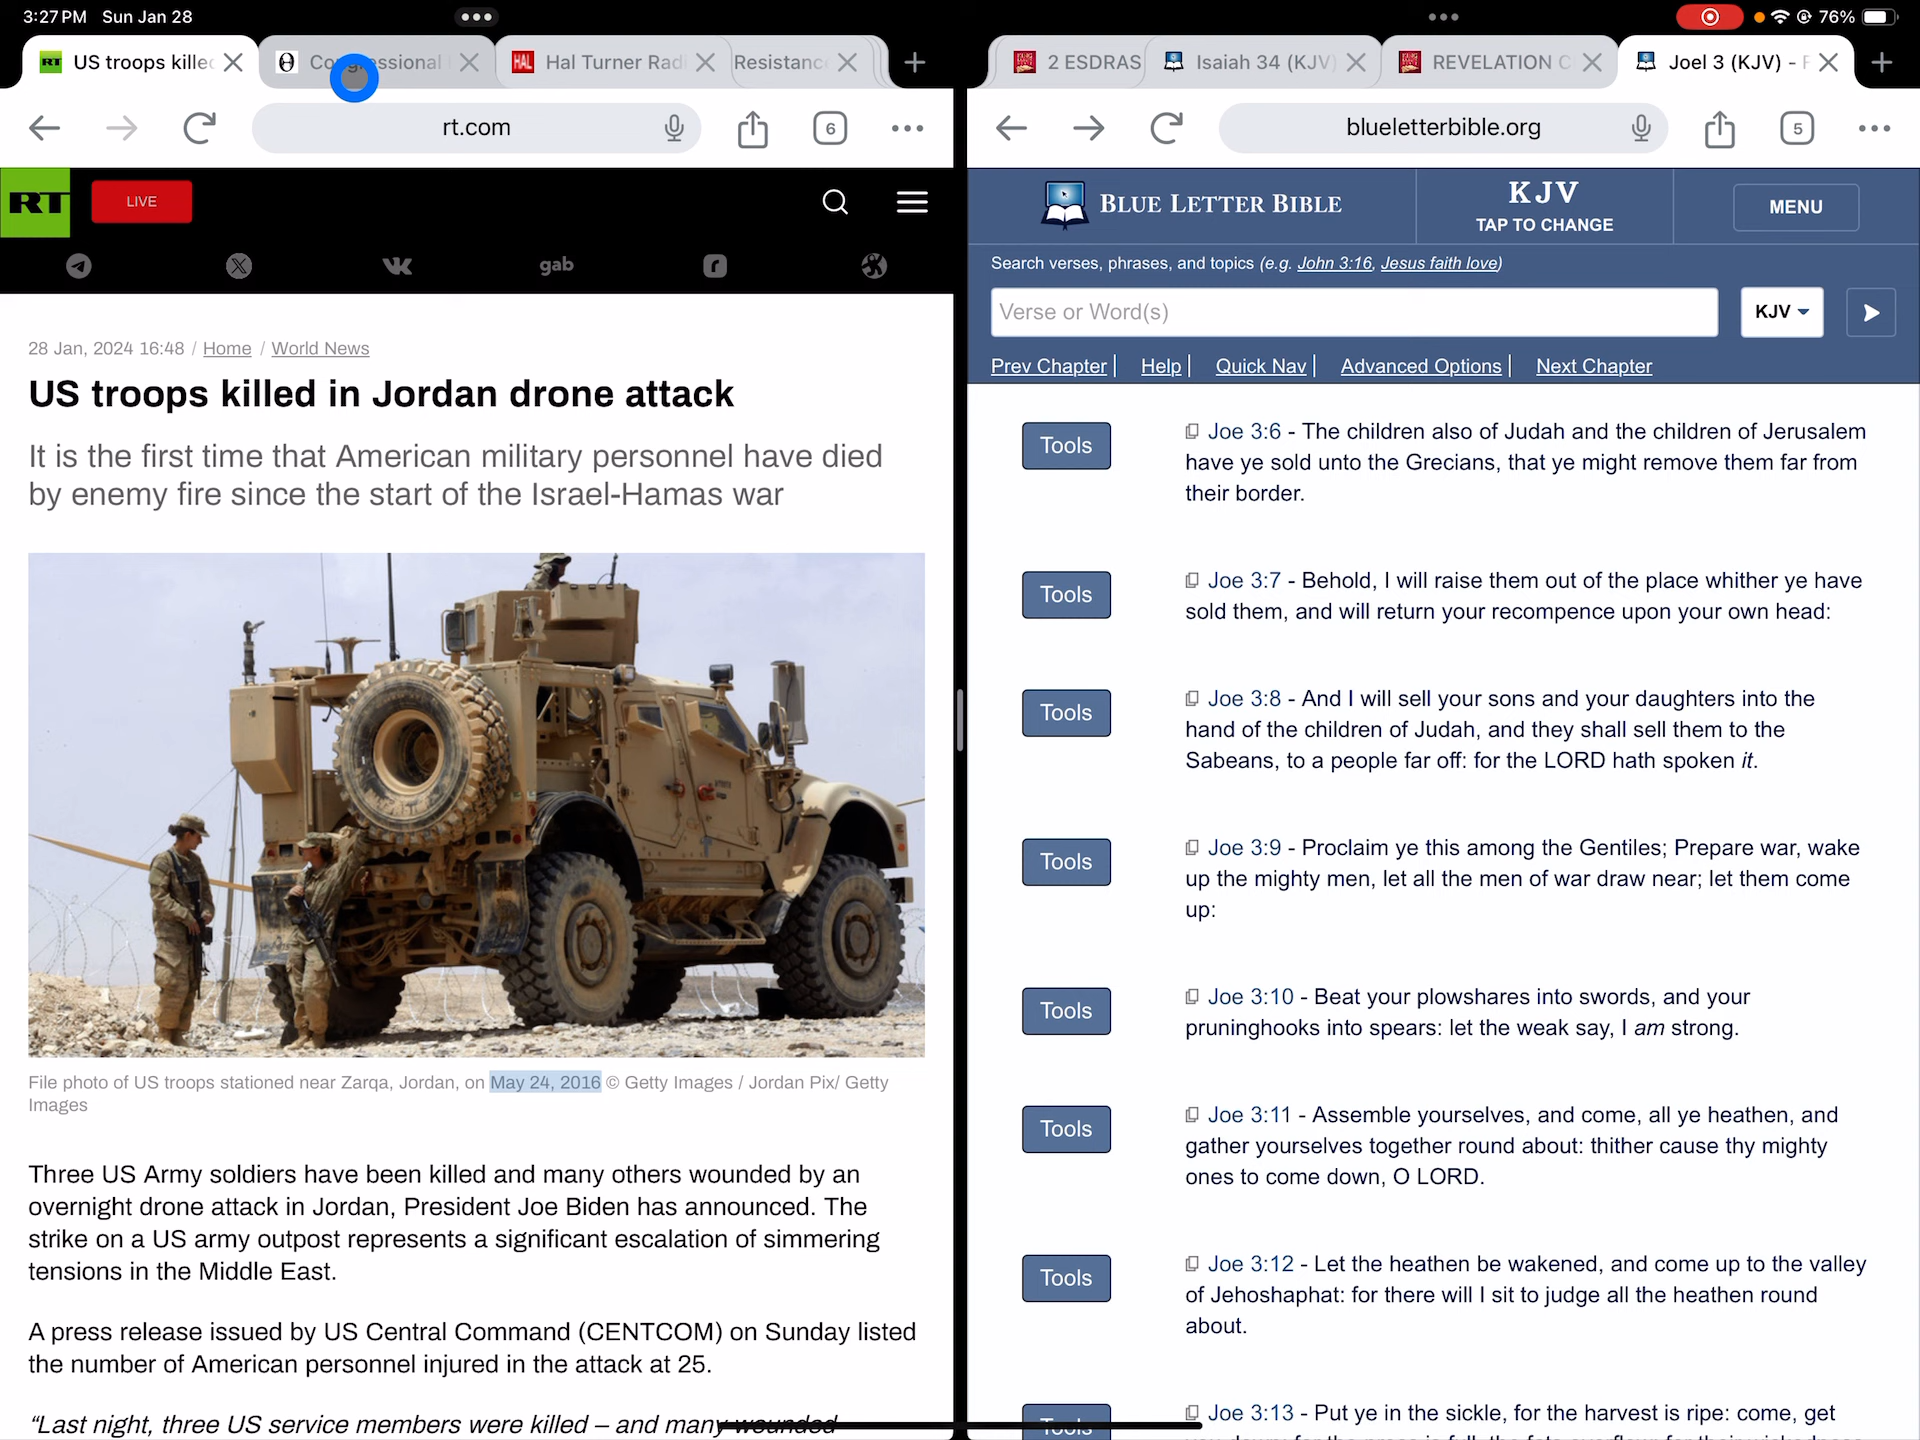 3:27 PM Sun Jan 28
76%
US troops kille
Congressional
HAL Hal Turner Rad
Resistanc
2 ESDRAS
Isaiah 34 (KJV)
REVELATION C
Joel 3 (KJV) -
rt.com
6
blueletterbible.org
5
RT
LIVE
gab
28 Jan, 2024 16:48 / Home / World News
US troops killed in Jordan drone attack
It is the first time that American military personnel have died
by enemy fire since the start of the Israel-Hamas war
File photo of US troops stationed near Zarqa, Jordan, on May 24, 2016 © Getty Images / Jordan Pix/ Getty
Images
Three US Army soldiers have been killed and many others wounded by an
overnight drone attack in Jordan, President Joe Biden has announced. The
strike on a US army outpost represents a significant escalation of simmering
tensions in the Middle East.
A press release issued by US Central Command (CENTCOM) on Sunday listed
the number of American personnel injured in the attack at 25.
“Last night, three US service members were killed – and many wounded
BLUE LETTER BIBLE
KJV
TAP TO CHANGE
MENU
Search verses, phrases, and topics (e.g. John 3:16, Jesus faith love)
Verse or Word(s)
KJV
Prev Chapter | Help | Quick Nav | Advanced Options | Next Chapter
Tools
Joe 3:6 - The children also of Judah and the children of Jerusalem
have ye sold unto the Grecians, that ye might remove them far from
their border.
Tools
Joe 3:7 - Behold, I will raise them out of the place whither ye have
sold them, and will return your recompence upon your own head:
Tools
Joe 3:8 - And I will sell your sons and your daughters into the
hand of the children of Judah, and they shall sell them to the
Sabeans, to a people far off: for the LORD hath spoken it.
Tools
Joe 3:9 - Proclaim ye this among the Gentiles; Prepare war, wake
up the mighty men, let all the men of war draw near; let them come
up:
Tools
Joe 3:10 - Beat your plowshares into swords, and your
pruninghooks into spears: let the weak say, I am strong.
Tools
Joe 3:11 - Assemble yourselves, and come, all ye heathen, and
gather yourselves together round about: thither cause thy mighty
ones to come down, O LORD.
Tools
Joe 3:12 - Let the heathen be wakened, and come up to the valley
of Jehoshaphat: for there will I sit to judge all the heathen round
about.
Tools
Joe 3:13 - Put ye in the sickle, for the harvest is ripe: come, get